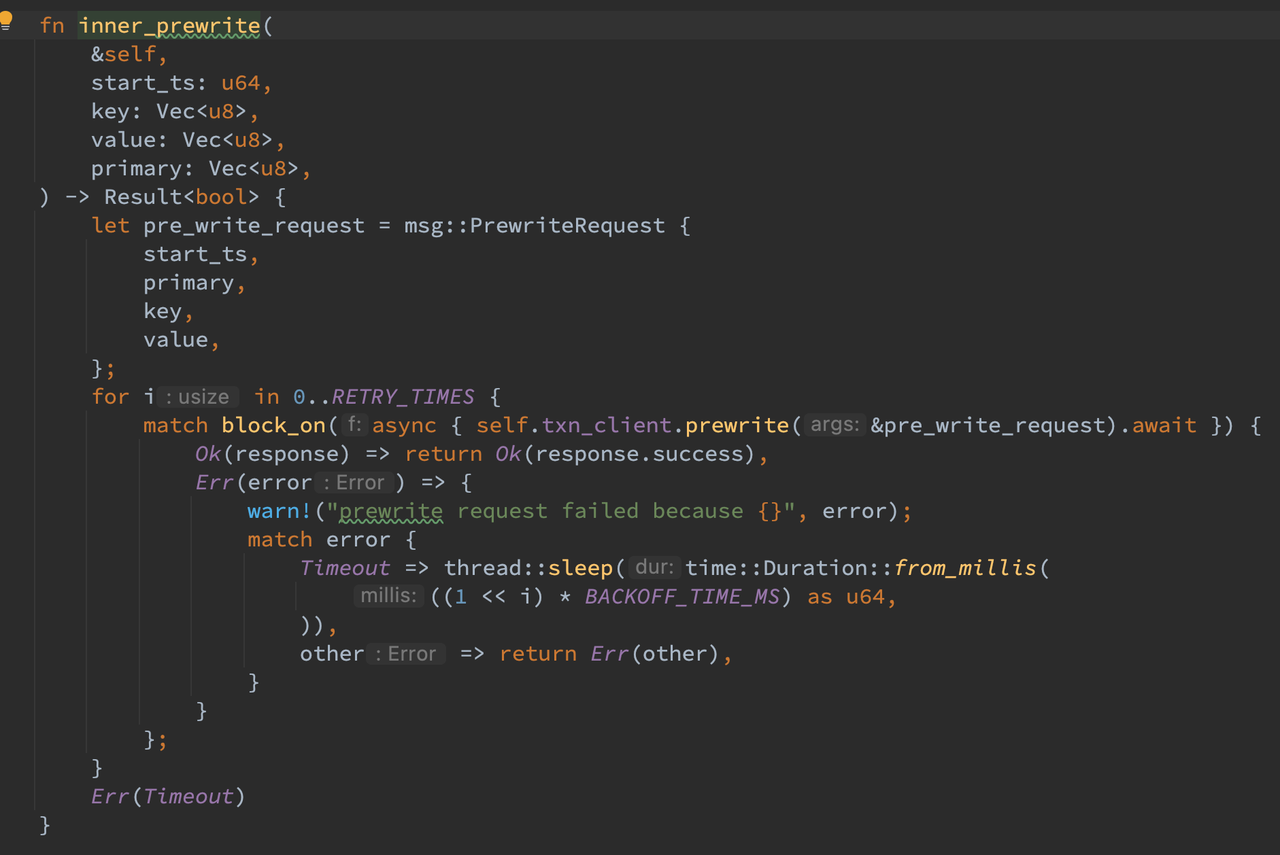 fn inner_prewrite(
    &self,
    start_ts: u64,
    key: Vec<u8>,
    value: Vec<u8>,
    primary: Vec<u8>,
) -> Result<bool> {
    let pre_write_request = msg::PrewriteRequest {
        start_ts,
        primary,
        key,
        value,
    };
    for i : usize in 0..RETRY_TIMES {
        match block_on( f: async { self.txn_client.prewrite( args: &pre_write_request).await }) {
            Ok(response) => return Ok(response.success),
            Err(error : Error ) => {
                warn!("prewrite request failed because {}", error);
                match error {
                    Timeout => thread::sleep( dur: time::Duration::from_millis(
                        millis: ((1 << i) * BACKOFF_TIME_MS) as u64,
                    )),
                    other : Error => return Err(other),
                }
            }
        };
    }
    Err(Timeout)
}